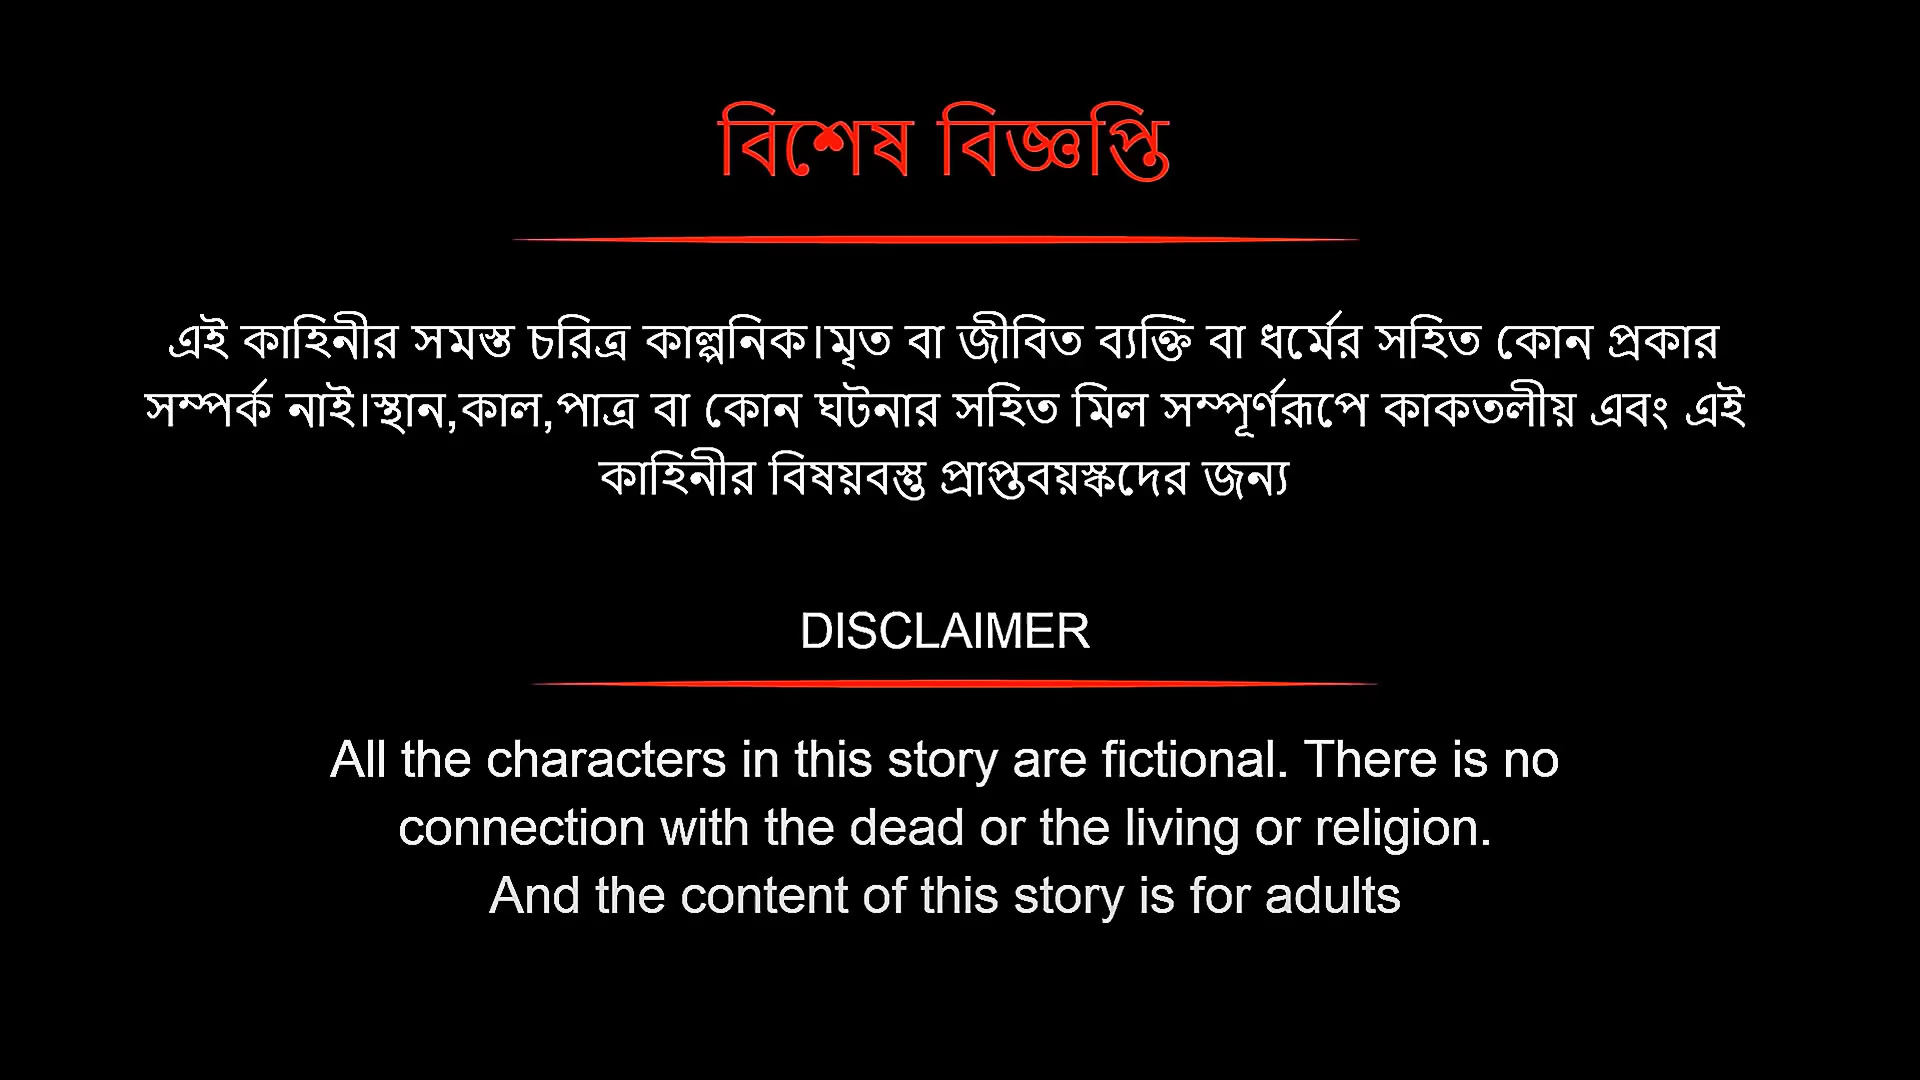 বিশেষ বিজ্ঞপ্তি
এই কাহিনীর সমস্ত চরিত্র কাল্পনিক।মৃত বা জীবিত ব্যক্তি বা ধর্মের সহিত কোন প্রকার
সম্পর্ক নাই।স্থান,কাল,পাত্র বা কোন ঘটনার সহিত মিল সম্পূর্ণরূপে কাকতলীয় এবং এই
কাহিনীর বিষয়বস্তু প্রাপ্তবয়স্কদের জন্য
DISCLAIMER
All the characters in this story are fictional. There is no
connection with the dead or the living or religion.
And the content of this story is for adults